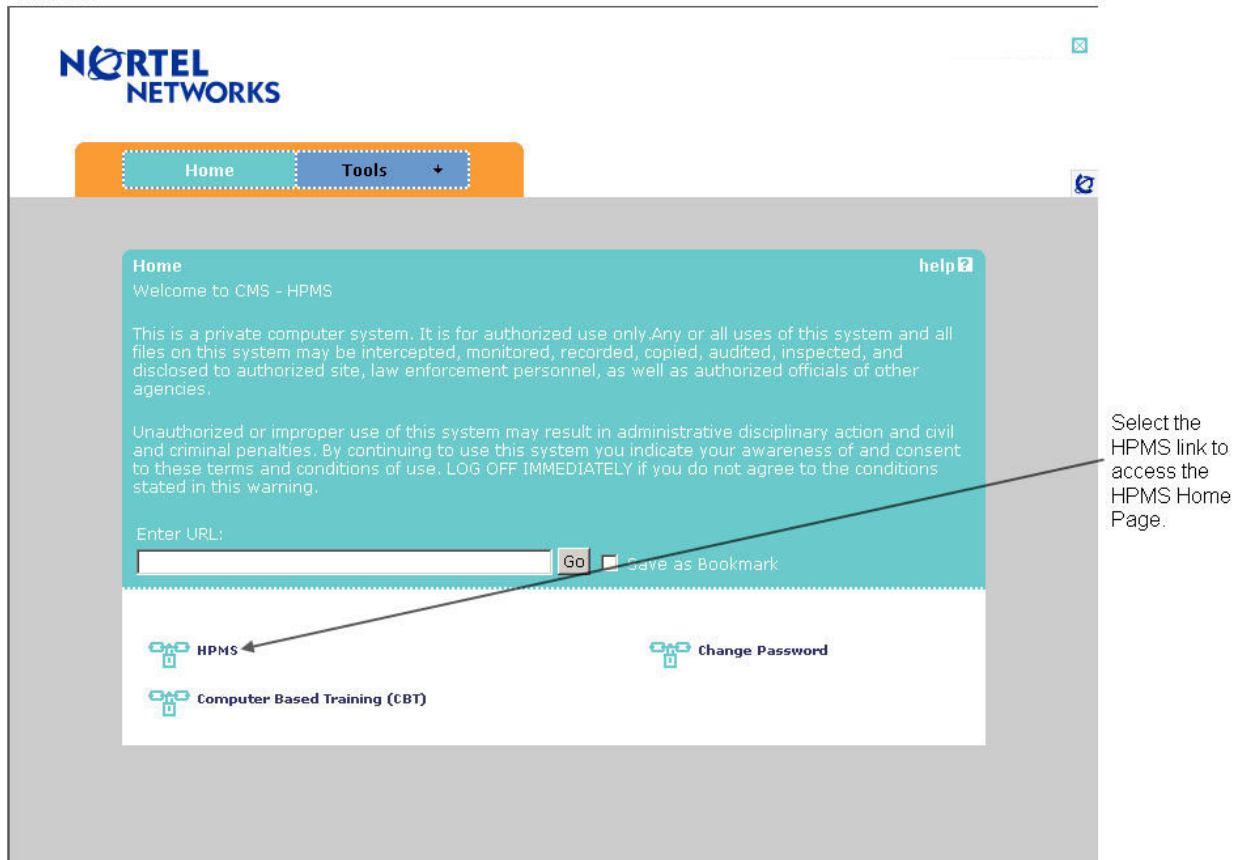 NORTEL
NETWORKS
Home
Tools
Home
help?
Welcome to CMS - HPMS
This is a private computer system. It is for authorized use only.Any or all uses of this system and all
files on this system may be intercepted, monitored, recorded, copied, audited, inspected, and
disclosed to authorized site, law enforcement personnel, as well as authorized officials of other
agencies.
Unauthorized or improper use of this system may result in administrative disciplinary action and civil
and criminal penalties. By continuing to use this system you indicate your awareness of and consent
to these terms and conditions of use. LOG OFF IMMEDIATELY if you do not agree to the conditions
stated in this warning.
Enter URL:
Go
Save as Bookmark
HPMS
Change Password
Computer Based Training (CBT)
Select the
HPMS link to
access the
HPMS Home
Page.